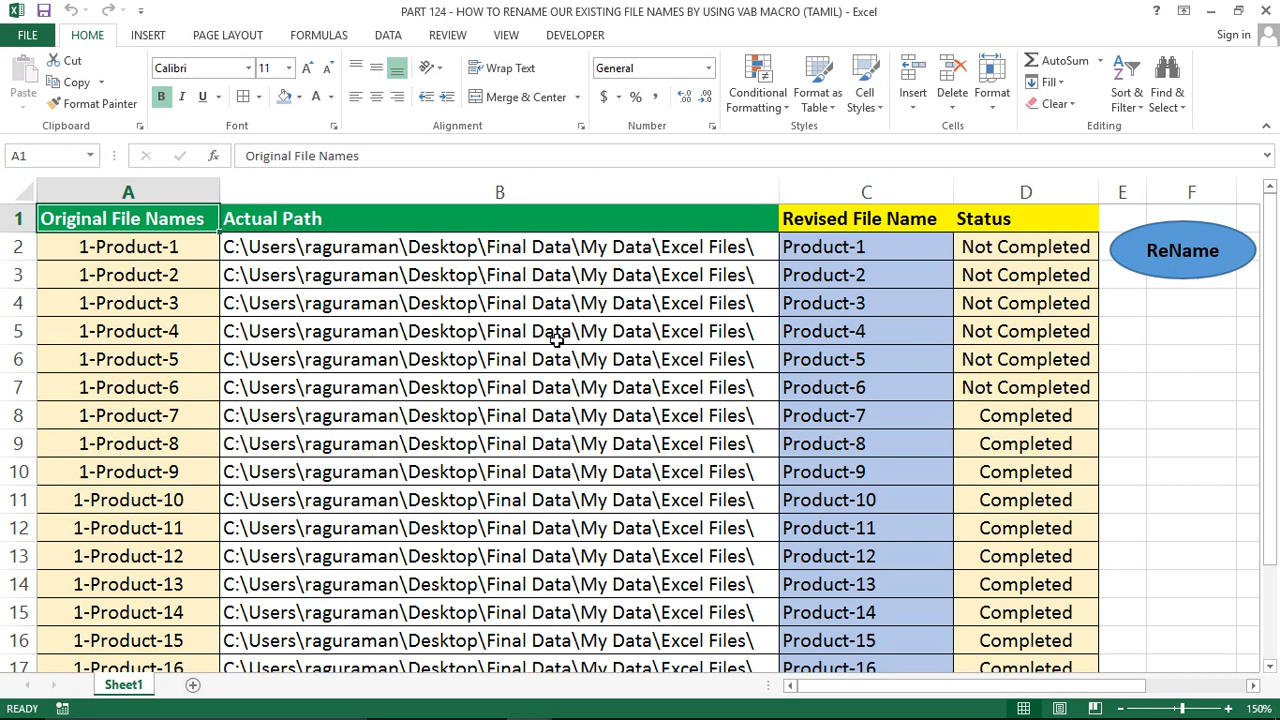 PART 124 - HOW TO RENAME OUR EXISTING FILE NAMES BY USING VAB MACRO (TAMIL) - Excel
FILE HOME INSERT PAGE LAYOUT FORMULAS DATA REVIEW VIEW DEVELOPER Sign in
Paste Cut Copy Format Painter
Clipboard
Calibri 11
B I U A
Font
Wrap Text
Merge & Center
Alignment
General
$ % ,
Number
Conditional Formatting Format as Table Cell Styles
Styles
Insert Delete Format
Cells
AutoSum Fill Clear Sort & Filter Find & Select
Editing
A1 fx Original File Names
A B C D E F
1 Original File Names Actual Path Revised File Name Status
2 1-Product-1 C:\Users\raguraman\Desktop\Final Data\My Data\Excel Files\ Product-1 Not Completed
ReName
3 1-Product-2 C:\Users\raguraman\Desktop\Final Data\My Data\Excel Files\ Product-2 Not Completed
4 1-Product-3 C:\Users\raguraman\Desktop\Final Data\My Data\Excel Files\ Product-3 Not Completed
5 1-Product-4 C:\Users\raguraman\Desktop\Final Data\My Data\Excel Files\ Product-4 Not Completed
6 1-Product-5 C:\Users\raguraman\Desktop\Final Data\My Data\Excel Files\ Product-5 Not Completed
7 1-Product-6 C:\Users\raguraman\Desktop\Final Data\My Data\Excel Files\ Product-6 Not Completed
8 1-Product-7 C:\Users\raguraman\Desktop\Final Data\My Data\Excel Files\ Product-7 Completed
9 1-Product-8 C:\Users\raguraman\Desktop\Final Data\My Data\Excel Files\ Product-8 Completed
10 1-Product-9 C:\Users\raguraman\Desktop\Final Data\My Data\Excel Files\ Product-9 Completed
11 1-Product-10 C:\Users\raguraman\Desktop\Final Data\My Data\Excel Files\ Product-10 Completed
12 1-Product-11 C:\Users\raguraman\Desktop\Final Data\My Data\Excel Files\ Product-11 Completed
13 1-Product-12 C:\Users\raguraman\Desktop\Final Data\My Data\Excel Files\ Product-12 Completed
14 1-Product-13 C:\Users\raguraman\Desktop\Final Data\My Data\Excel Files\ Product-13 Completed
15 1-Product-14 C:\Users\raguraman\Desktop\Final Data\My Data\Excel Files\ Product-14 Completed
16 1-Product-15 C:\Users\raguraman\Desktop\Final Data\My Data\Excel Files\ Product-15 Completed
17 1-Product-16 C:\Users\raguraman\Desktop\Final Data\My Data\Excel Files\ Product-16 Completed
Sheet1
READY 150%